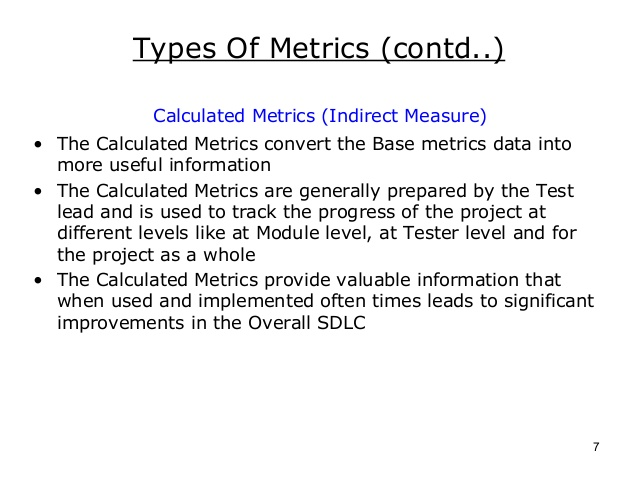 Types Of Metrics (contd..)
Calculated Metrics (Indirect Measure)
• The Calculated Metrics convert the Base metrics data into
more useful information
• The Calculated Metrics are generally prepared by the Test
lead and is used to track the progress of the project at
different levels like at Module level, at Tester level and for
the project as a whole
• The Calculated Metrics provide valuable information that
when used and implemented often times leads to significant
improvements in the Overall SDLC
7